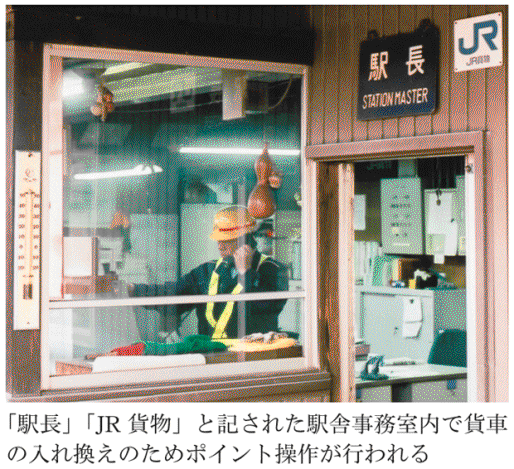 駅長
STATION MASTER
JR
JR貨物
「駅長」「JR 貨物」と記された駅舎事務室内で貨車
の入れ換えのためポイント操作が行われる